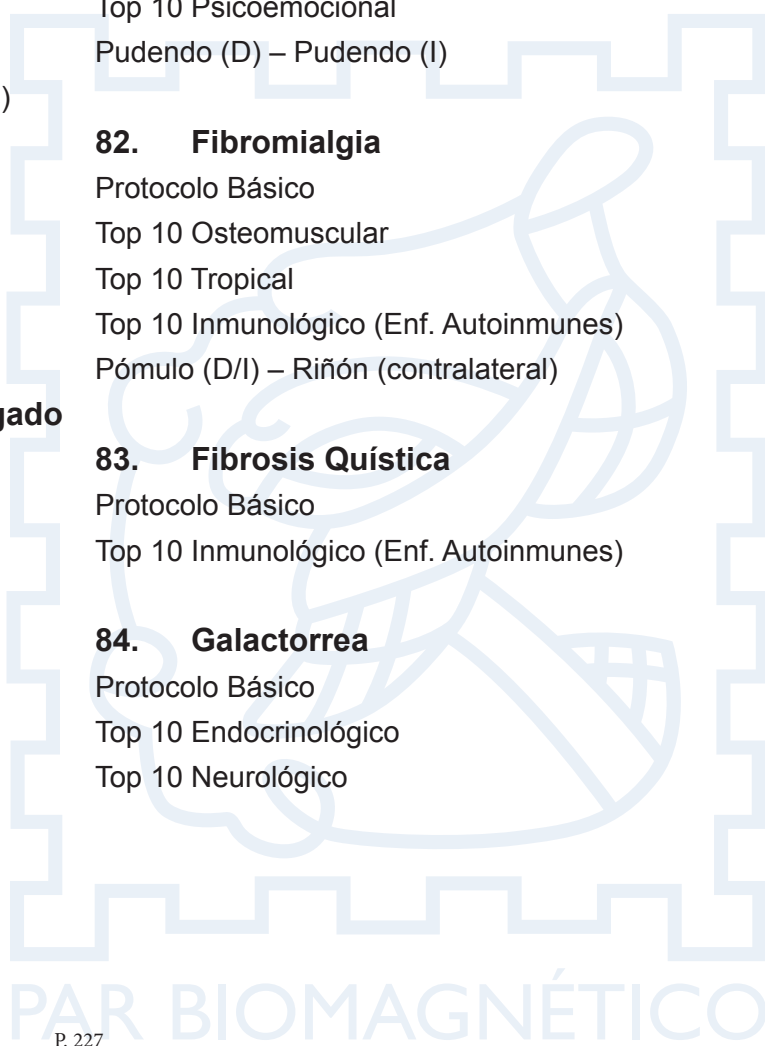 Top 10 Psicoemocional
Pudendo (D) – Pudendo (I)
)
82. Fibromialgia
Protocolo Básico
Top 10 Osteomuscular
Top 10 Tropical
Top 10 Inmunológico (Enf. Autoinmunes)
Pómulo (D/I) – Riñón (contralateral)
gado
83. Fibrosis Quística
Protocolo Básico
Top 10 Inmunológico (Enf. Autoinmunes)
84. Galactorrea
Protocolo Básico
Top 10 Endocrinológico
Top 10 Neurológico
PAR BIOMAGNÉTICO
P. 227